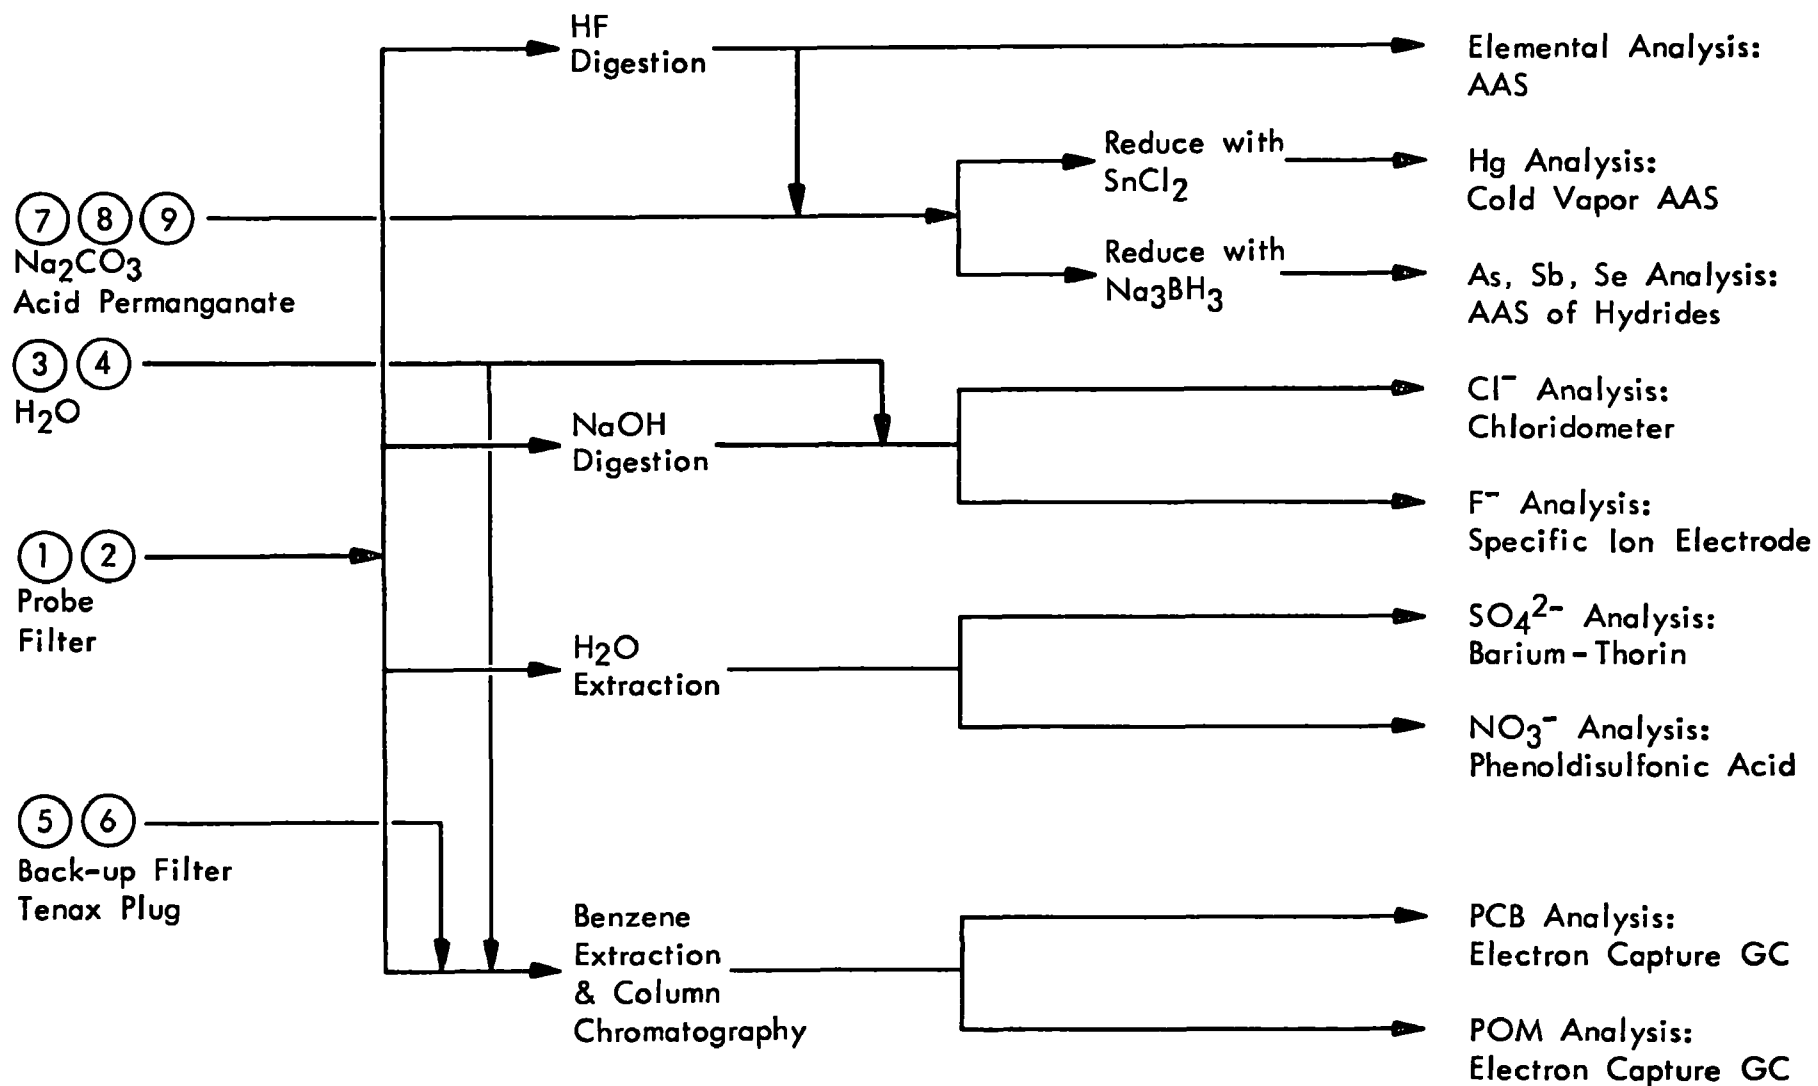 HF
Digestion
Elemental Analysis:
AAS
Reduce with
SnCl2
Hg Analysis:
Cold Vapor AAS
7 8 9
Na2CO3
Acid Permanganate
Reduce with
Na3BH3
As, Sb, Se Analysis:
AAS of Hydrides
3 4
H2O
NaOH
Digestion
Cl⁻ Analysis:
Chloridometer
F⁻ Analysis:
Specific Ion Electrode
1 2
Probe
Filter
H2O
Extraction
SO4²⁻ Analysis:
Barium-Thorin
NO3⁻ Analysis:
Phenoldisulfonic Acid
5 6
Back-up Filter
Tenax Plug
Benzene
Extraction
& Column
Chromatography
PCB Analysis:
Electron Capture GC
POM Analysis:
Electron Capture GC